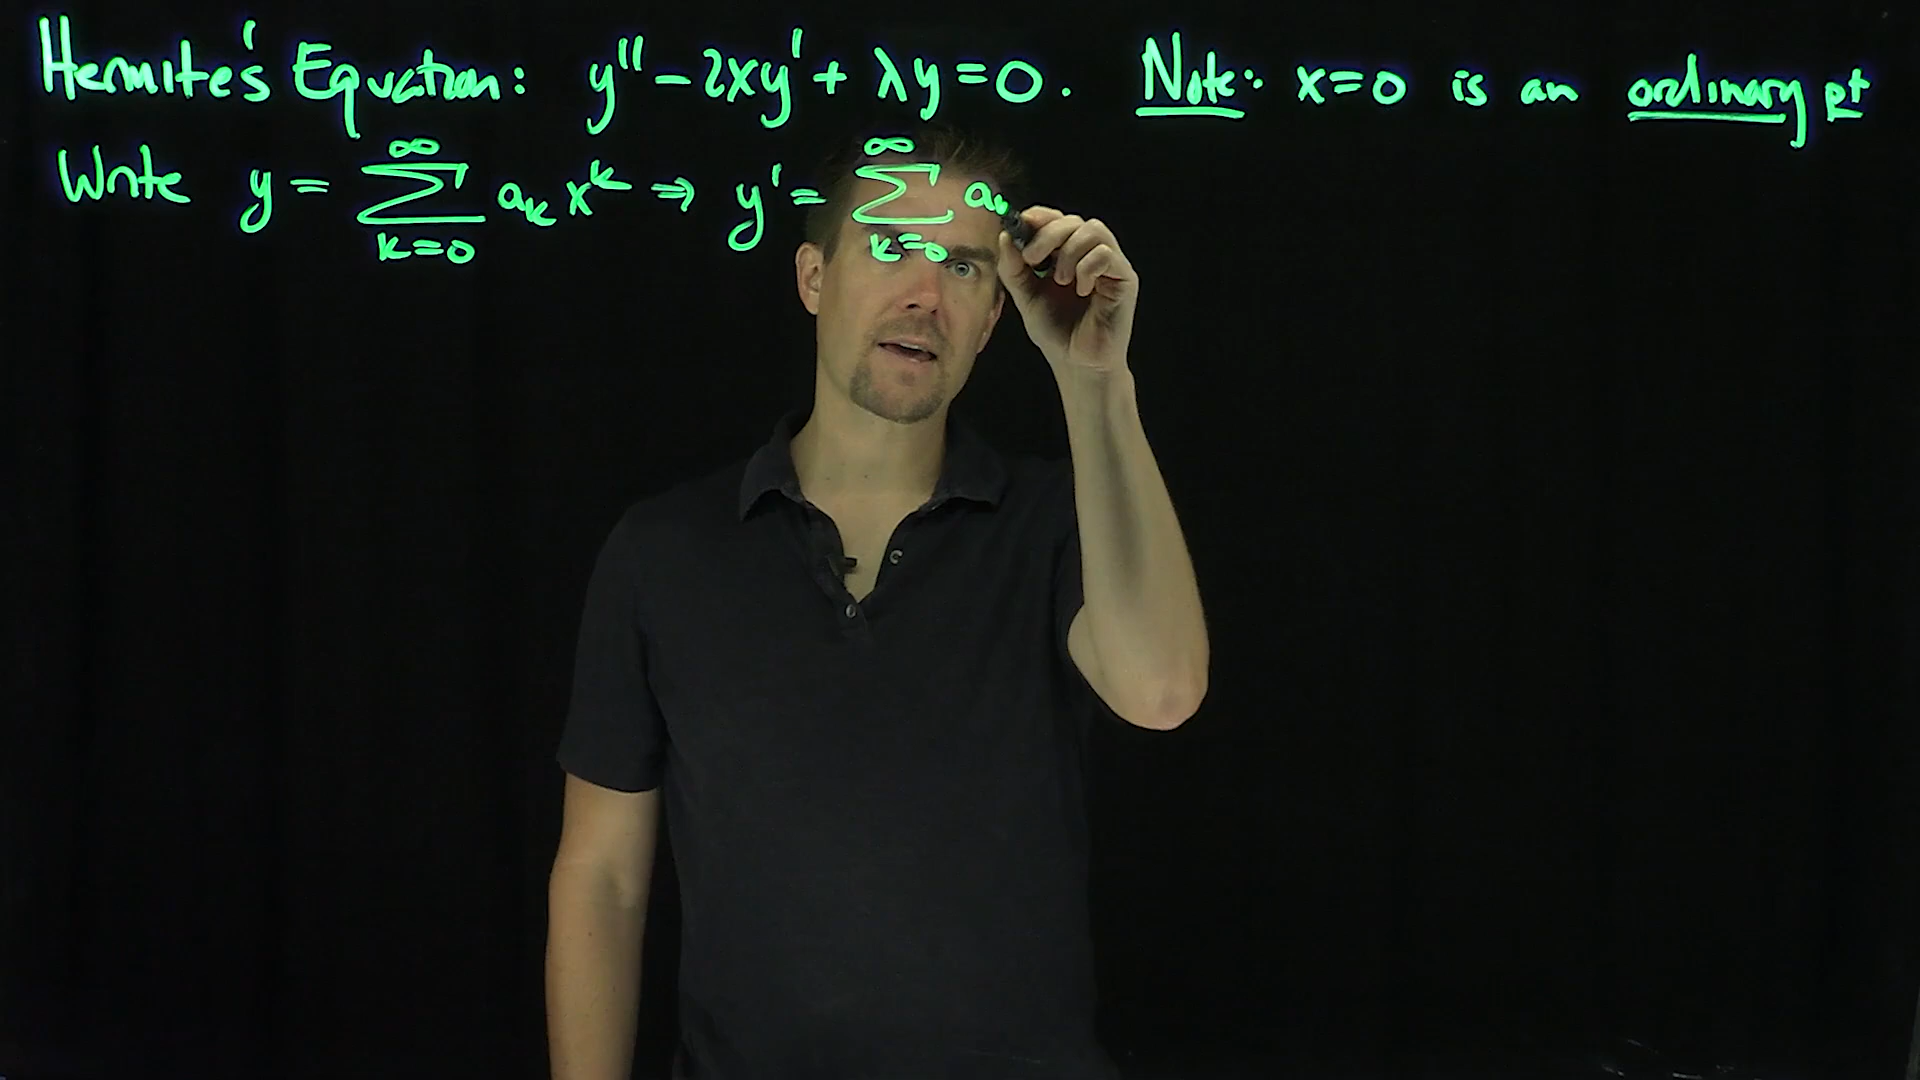 Hermite's Equation: y'' - 2xy' + λy = 0. Note: x=0 is an ordinary pt
Write y = ∑_{k=0}^{∞} a_k x^k ⇒ y' = ∑_{k=0}^{∞} a